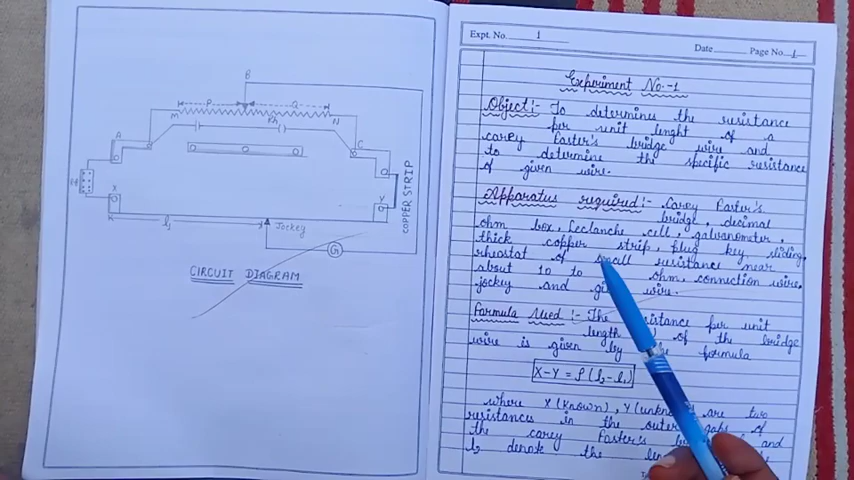 B
P
Q
M
N
K1
A
C
X
Y
l1
J
Jockey
G
COPPER STRIP
CIRCUIT DIAGRAM
Expt. No. 1
Date Page No. 1
Experiment No.-1
Object:- To determines the resistance
per unit lenght of a
carey Foster's bridge wire and
to determine the specific resistance
of given wire.
Apparatus required:- Carey Foster's
bridge, decimal
ohm box, Leclanche cell, galvanometer,
thick copper strip, plug key, sliding,
rheostat of small resistance near
about 10 to ohm, connection wire,
jockey and wire.
Formula Used :- The per unit
length of the bridge
wire is given by the formula
X-Y = ρ(l2-l1)
where X (known), Y are two
resistances in the outer gaps of
the carey Foster's and
l2 denote the